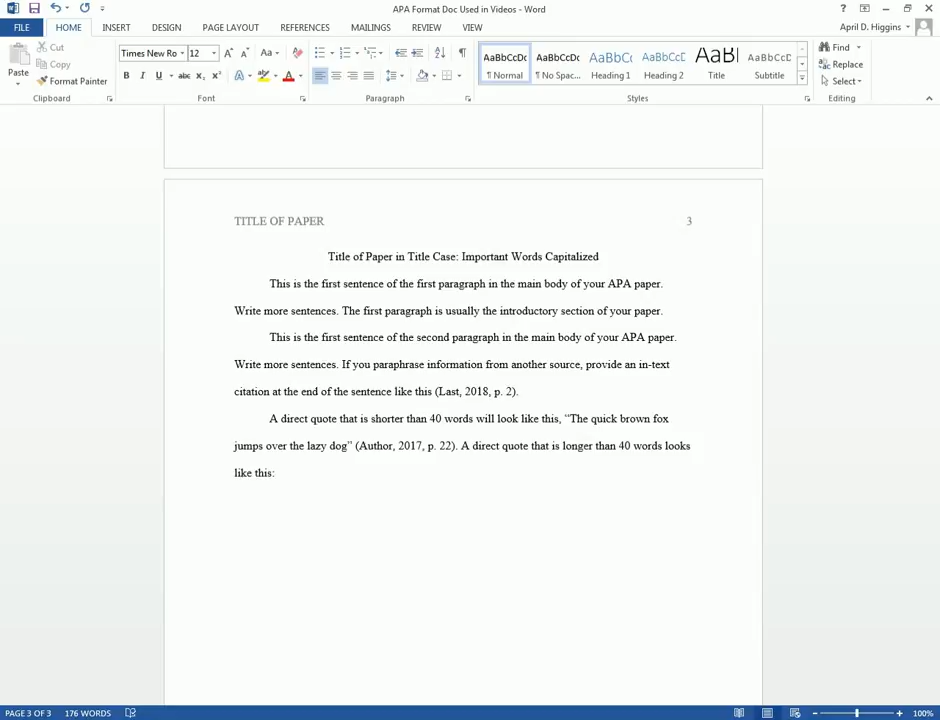 APA Format Doc Used in Videos - Word
FILE HOME INSERT DESIGN PAGE LAYOUT REFERENCES MAILINGS REVIEW VIEW April D. Higgins
Paste
Cut
Copy
Format Painter
Clipboard
Times New Ro 12
Font
Paragraph
AaBbCcDc AaBbCcDc AaBbCc AaBbCcD AaBl AaBbCcD
¶ Normal ¶ No Spac... Heading 1 Heading 2 Title Subtitle
Styles
Find
Replace
Select
Editing
TITLE OF PAPER 3
Title of Paper in Title Case: Important Words Capitalized
This is the first sentence of the first paragraph in the main body of your APA paper.
Write more sentences. The first paragraph is usually the introductory section of your paper.
This is the first sentence of the second paragraph in the main body of your APA paper.
Write more sentences. If you paraphrase information from another source, provide an in-text
citation at the end of the sentence like this (Last, 2018, p. 2).
A direct quote that is shorter than 40 words will look like this, “The quick brown fox
jumps over the lazy dog” (Author, 2017, p. 22). A direct quote that is longer than 40 words looks
like this:
PAGE 3 OF 3 176 WORDS 100%